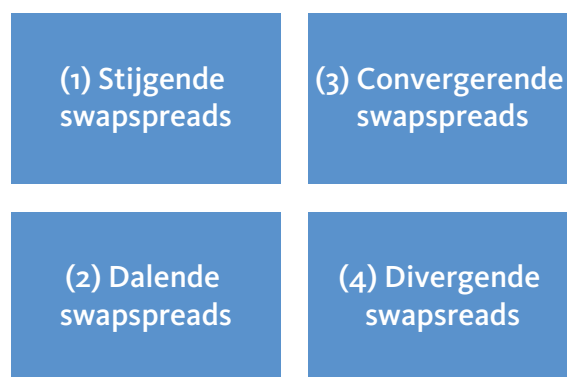 (1) Stijgende
swapspreads
(3) Convergerende
swapspreads
(2) Dalende
swapspreads
(4) Divergende
swapsreads